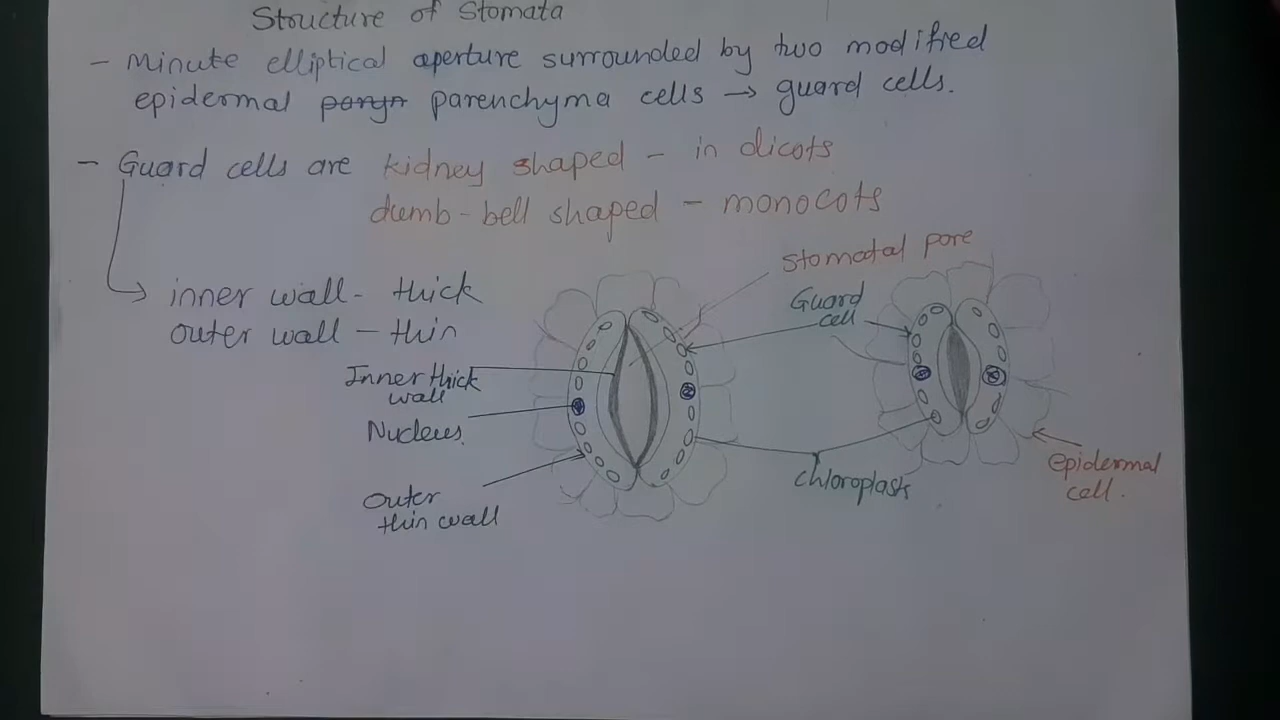 Structure of Stomata
- Minute elliptical aperture surrounded by two modified
epidermal parenchyma cells → guard cells.
- Guard cells are kidney shaped - in dicots
dumb-bell shaped - monocots
inner wall - thick
outer wall - thin
Stomatal pore
Guard
cell
Inner thick
wall
Nucleus
Outer
thin wall
chloroplasts
epidermal
cell.